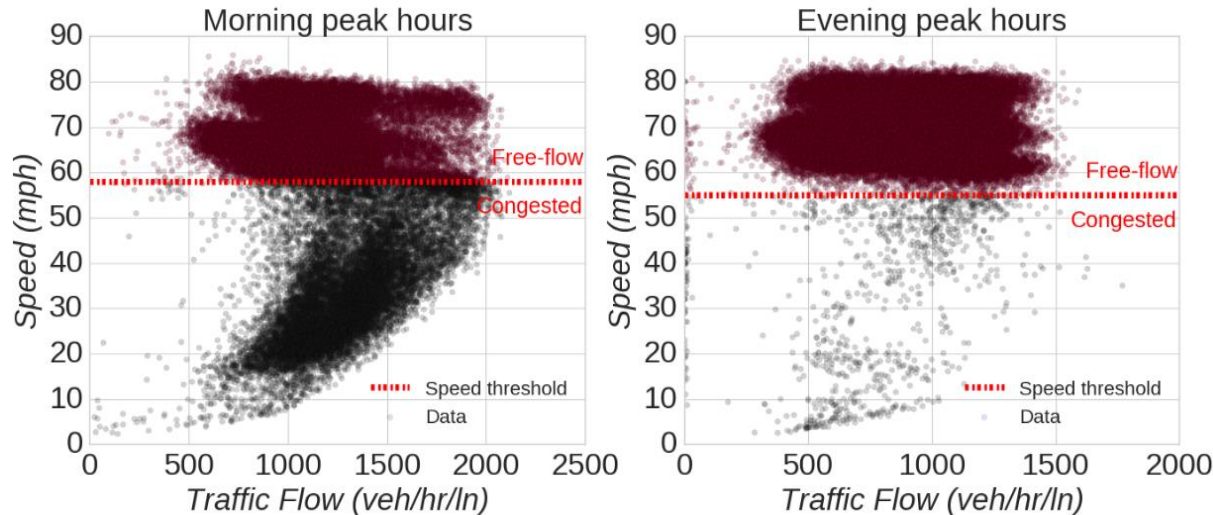 Morning peak hours
90
80
70
60
50
40
30
20
10
0
Speed (mph)
Free-flow
Congested
Speed threshold
Data
0 500 1000 1500 2000 2500
Traffic Flow (veh/hr/ln)
Evening peak hours
90
80
70
60
50
40
30
20
10
0
Speed (mph)
Free-flow
Congested
Speed threshold
Data
0 500 1000 1500 2000
Traffic Flow (veh/hr/ln)